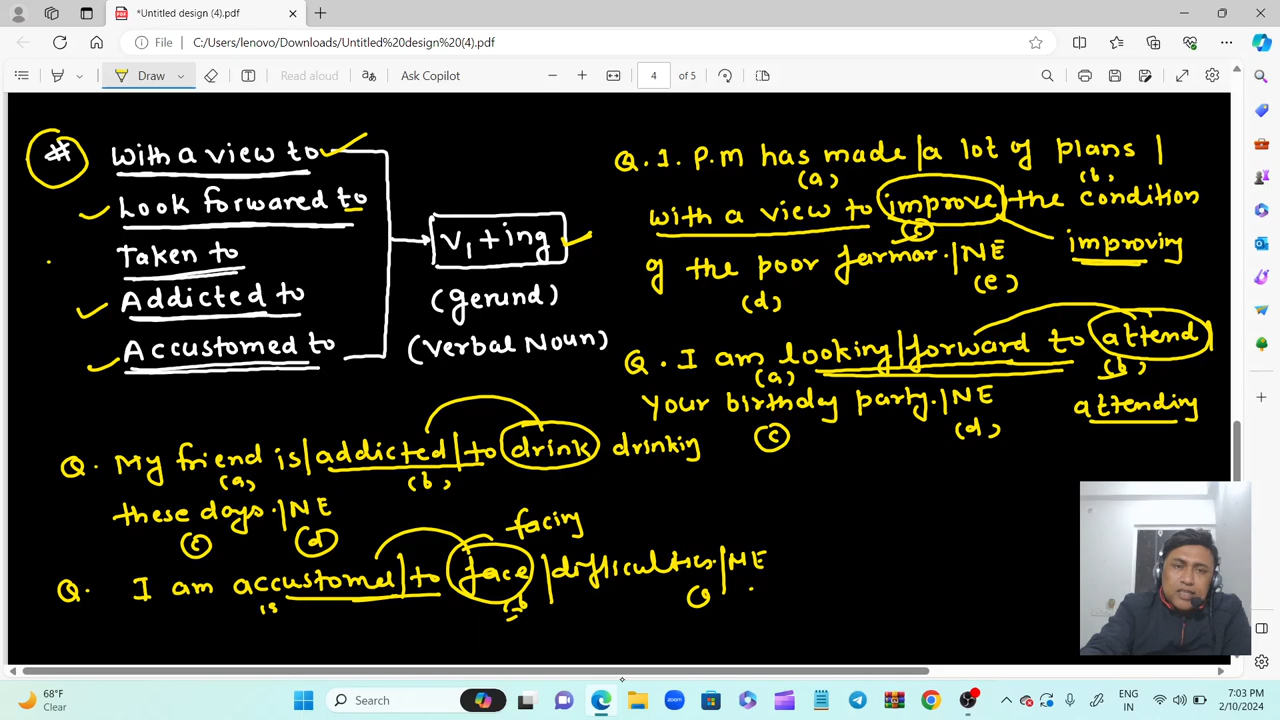 *Untitled design (4).pdf
File C:/Users/lenovo/Downloads/Untitled%20design%20(4).pdf
Draw Read aloud Ask Copilot 4 of 5
# With a view to
Look forwared to
Taken to
Addicted to
Accustomed to
V1 + ing
(gerund)
(Verbal Noun)
Q. 1. P.M has made | a lot of plans |
(a) (b)
with a view to improve | the condition
(c) improving
of the poor farmar. | NE
(d) (e)
Q. I am looking | forward to attend |
(a) (b)
your birthday party. | NE attending
(c) (d)
Q. My friend is | addicted | to drink drinkin
(a) (b)
these days. | NE
(c) (d)
facing
Q. I am accustomed | to face | difficulties. | NE
68°F
Clear
Search
ENG
IN
7:03 PM
2/10/2024